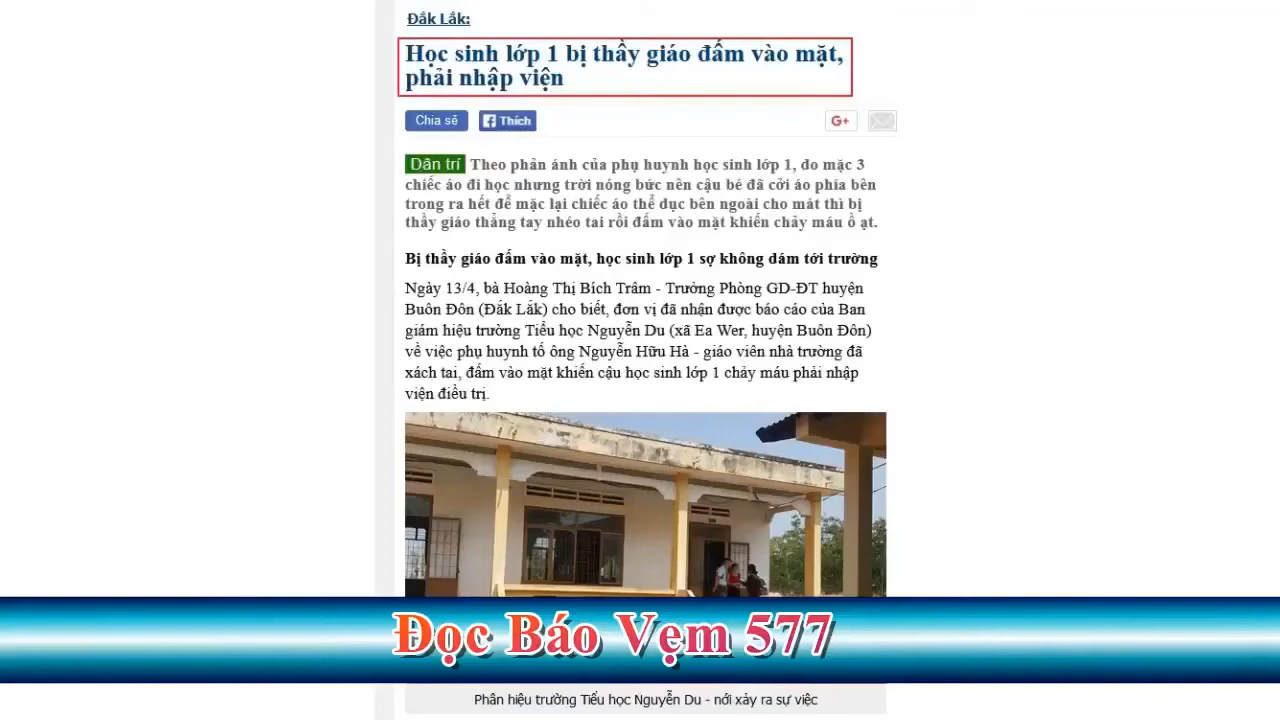 Đắk Lắk:
Học sinh lớp 1 bị thầy giáo đấm vào mặt,
phải nhập viện
Chia sẻ
Thích
G+
Dân trí Theo phản ánh của phụ huynh học sinh lớp 1, do mặc 3
chiếc áo đi học nhưng trời nóng bức nên cậu bé đã cởi áo phía bên
trong ra hết để mặc lại chiếc áo thể dục bên ngoài cho mát thì bị
thầy giáo thẳng tay nhéo tai rồi đấm vào mặt khiến chảy máu ồ ạt.
Bị thầy giáo đấm vào mặt, học sinh lớp 1 sợ không dám tới trường
Ngày 13/4, bà Hoàng Thị Bích Trâm - Trưởng Phòng GD-ĐT huyện
Buôn Đôn (Đắk Lắk) cho biết, đơn vị đã nhận được báo cáo của Ban
giám hiệu trường Tiểu học Nguyễn Du (xã Ea Wer, huyện Buôn Đôn)
về việc phụ huynh tố ông Nguyễn Hữu Hà - giáo viên nhà trường đã
xách tai, đấm vào mặt khiến cậu học sinh lớp 1 chảy máu phải nhập
viện điều trị.
Đọc Báo Vẹm 577
Phân hiệu trường Tiểu học Nguyễn Du - nới xảy ra sự việc